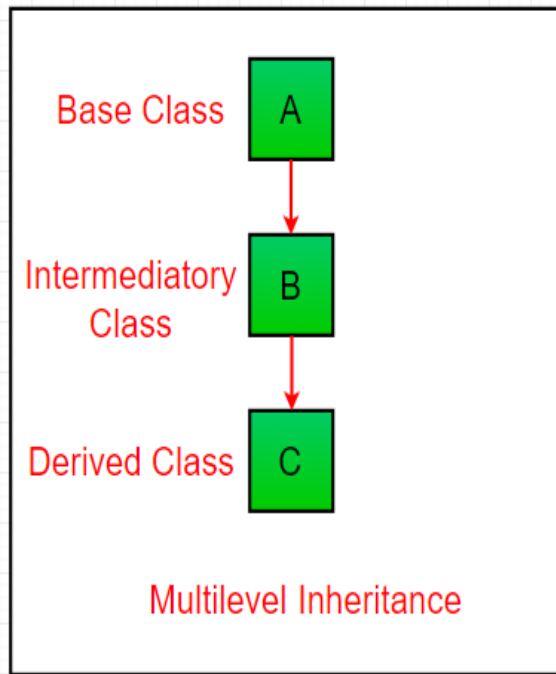 Base Class
A
Intermediatory
Class
B
Derived Class
C
Multilevel Inheritance